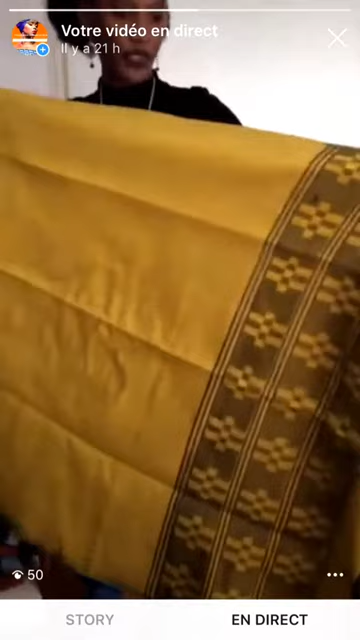 Votre vidéo en direct
Il y a 21 h
50
STORY
EN DIRECT